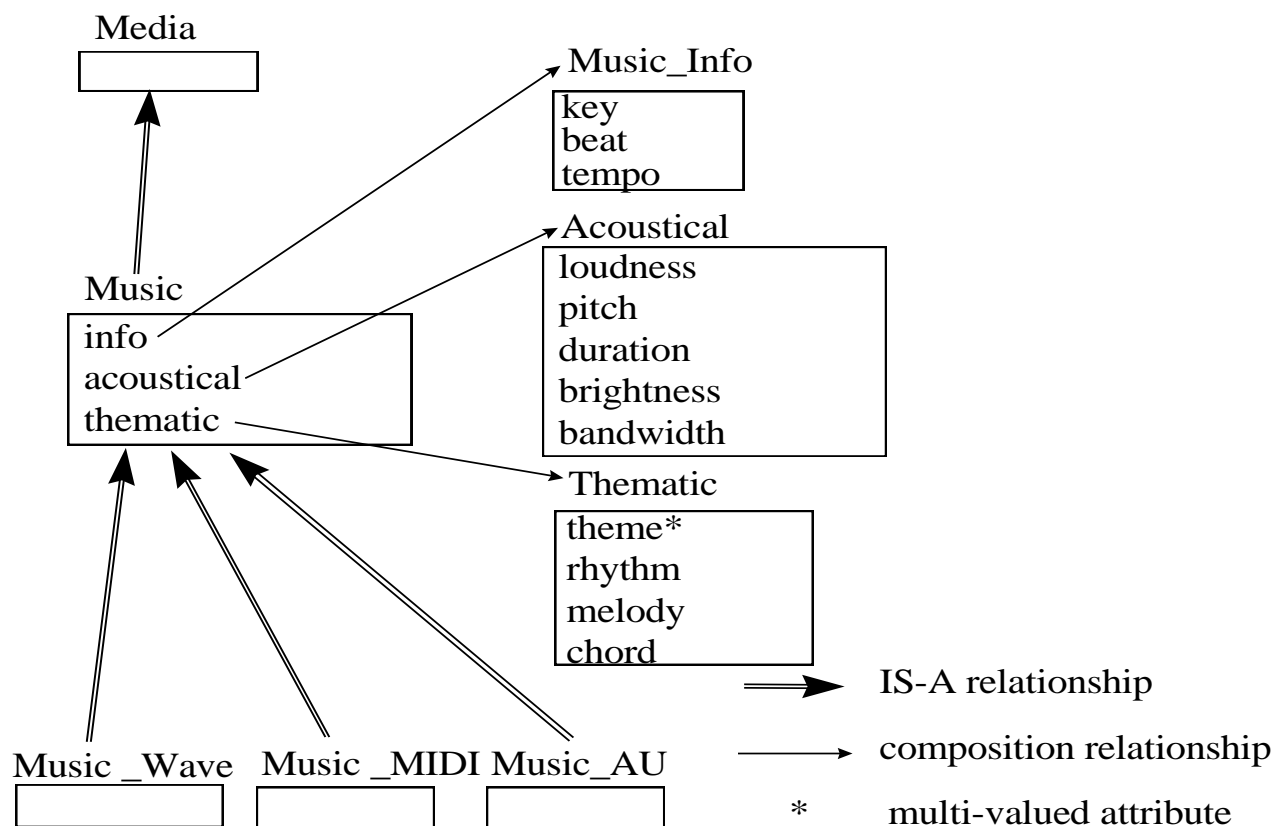 Media
Music_Info
key
beat
tempo
Acoustical
loudness
pitch
duration
brightness
bandwidth
Music
info
acoustical
thematic
Thematic
theme*
rhythm
melody
chord
Music _Wave
Music _MIDI
Music_AU
IS-A relationship
composition relationship
* multi-valued attribute